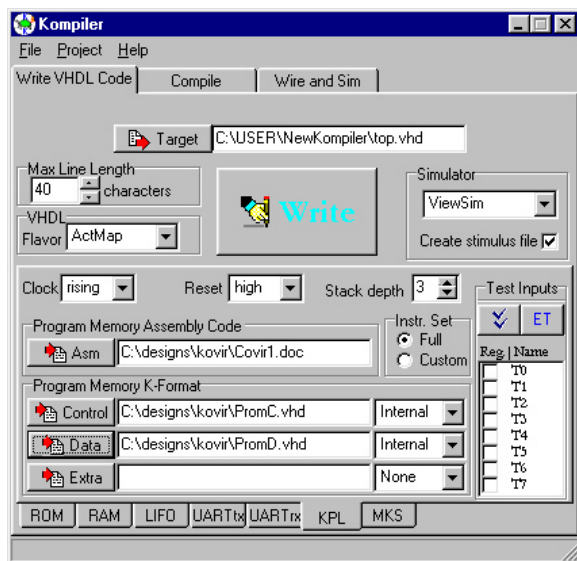 Kompiler
File Project Help
Write VHDL Code Compile Wire and Sim
Target C:\USER\NewKompiler\top.vhd
Max Line Length
40 characters
VHDL
Flavor ActMap
Write
Simulator
ViewSim
Create stimulus file
Clock rising Reset high Stack depth 3
Program Memory Assembly Code
Asm C:\designs\kovir\Covir1.doc
Instr. Set
Full
Custom
Program Memory K-Format
Control C:\designs\kovir\PromC.vhd Internal
Data C:\designs\kovir\PromD.vhd Internal
Extra None
Test Inputs
ET
Reg | Name
T0
T1
T2
T3
T4
T5
T6
T7
ROM RAM LIFO UARTtx UARTrx KPL MKS